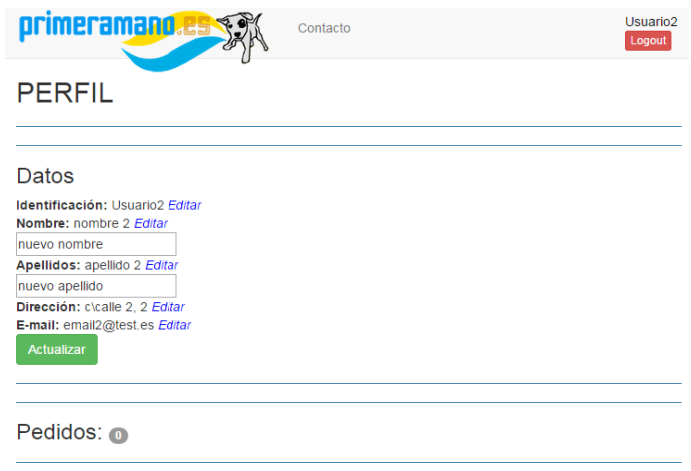 primeramano.es
Contacto
Usuario2
Logout
PERFIL
Datos
Identificación: Usuario2 Editar
Nombre: nombre 2 Editar
nuevo nombre
Apellidos: apellido 2 Editar
nuevo apellido
Dirección: c\calle 2, 2 Editar
E-mail: email2@test.es Editar
Actualizar
Pedidos: 0